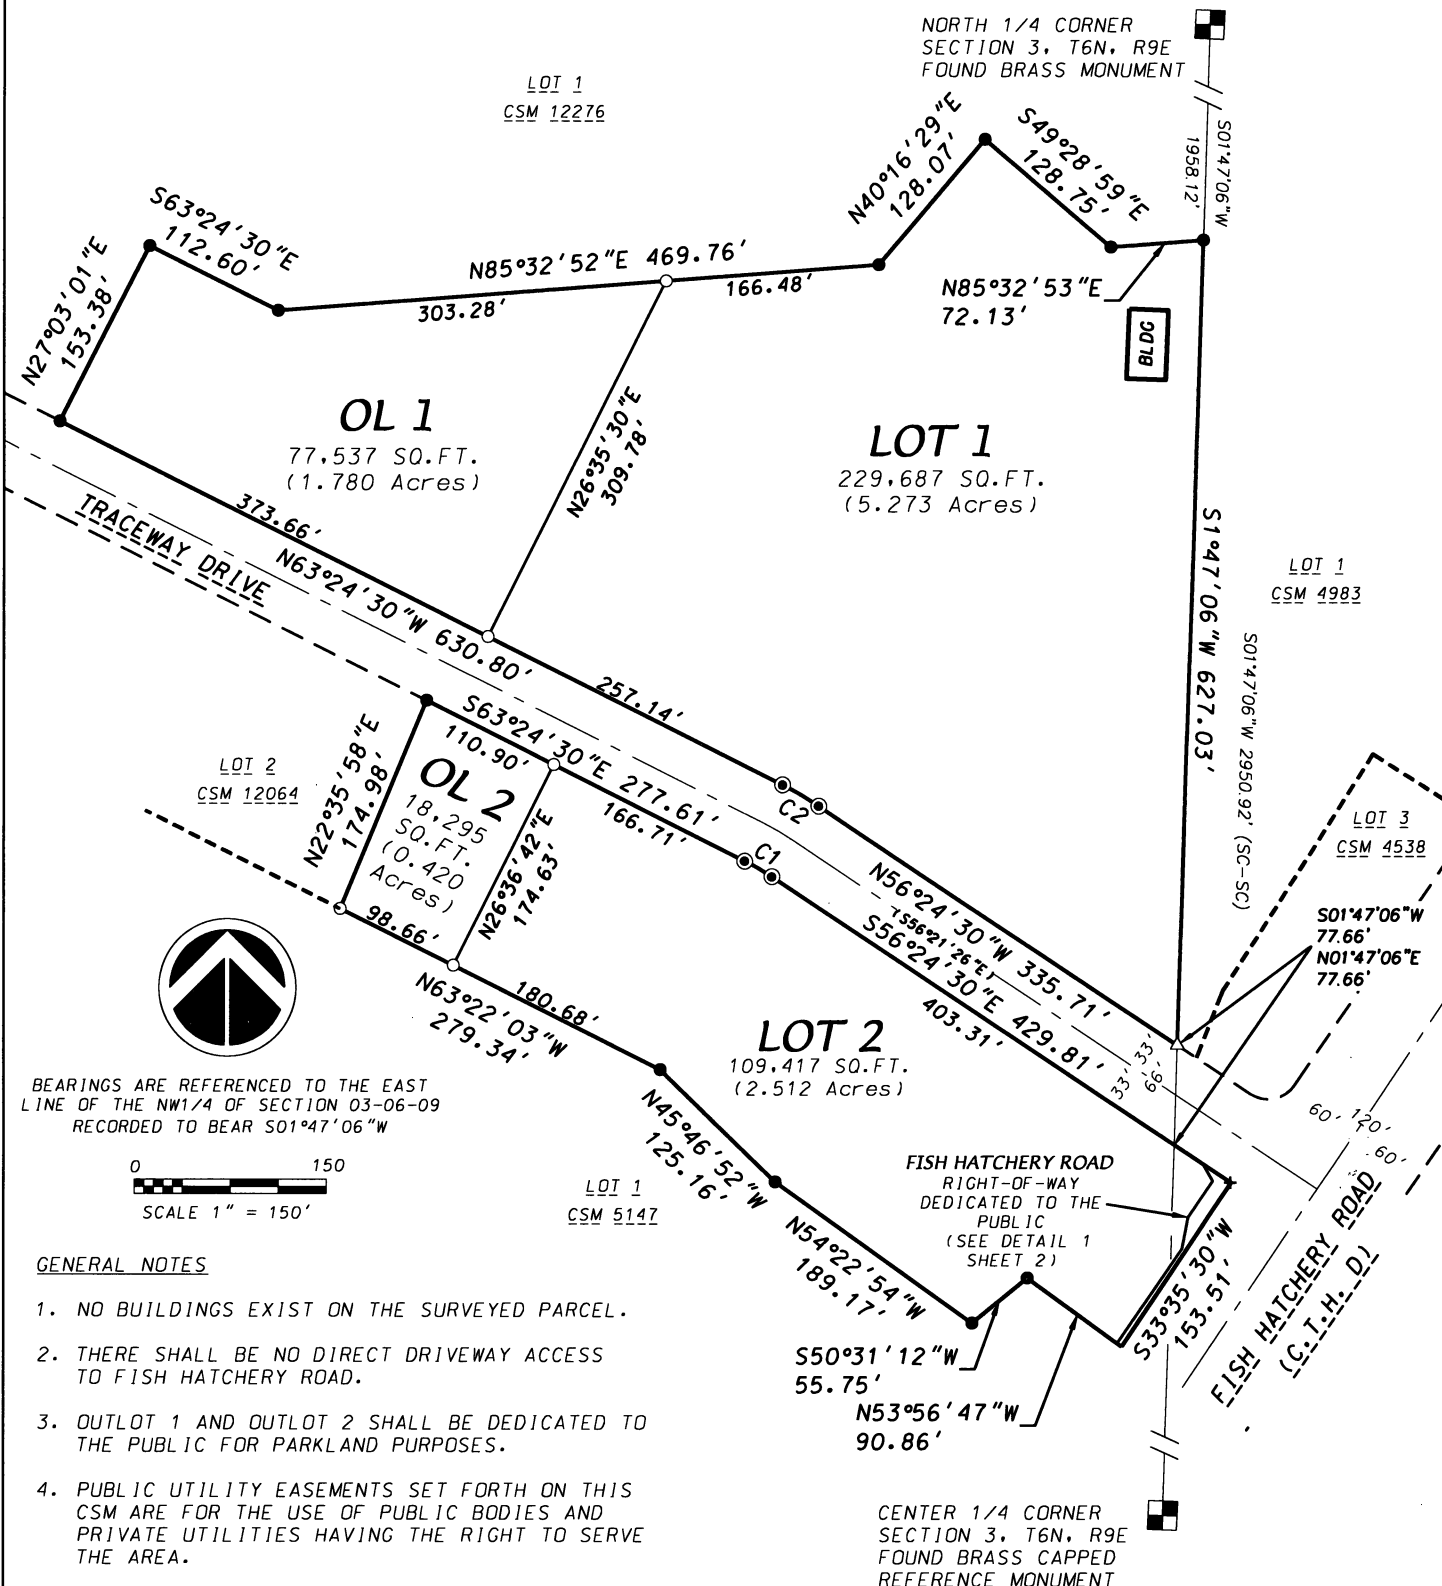 NORTH 1/4 CORNER
SECTION 3, T6N, R9E
FOUND BRASS MONUMENT
LOT 1
CSM 12276
S01°47'06"W
1958.12'
N40°16'29"E
128.07'
S49°28'59"E
128.75'
S63°24'30"E
112.60'
N27°03'01"E
153.38'
N85°32'52"E 469.76'
303.28'
166.48'
N85°32'53"E
72.13'
BLDG
OL 1
77,537 SQ.FT.
(1.780 Acres)
N26°35'30"E
309.78'
LOT 1
229,687 SQ.FT.
(5.273 Acres)
S1°47'06"W 627.03'
LOT 1
CSM 4983
S01°47'06"W 2950.92' (SC-SC)
373.66'
N63°24'30"W 630.80'
257.14'
TRACEWAY DRIVE
S63°24'30"E 277.61'
110.90'
166.71'
C2
C1
LOT 2
CSM 12064
N22°35'58"E
174.98'
OL 2
18,295
SQ.FT.
(0.420
Acres)
N26°36'42"E
174.63'
98.66'
N63°22'03"W
279.34'
180.68'
N56°24'30"W 335.71'
(S56°21'26"E)
S56°24'30"E 429.81'
403.31'
LOT 3
CSM 4538
S01°47'06"W
77.66'
N01°47'06"E
77.66'
33'
33'
66'
60'
120'
60'
LOT 2
109,417 SQ.FT.
(2.512 Acres)
BEARINGS ARE REFERENCED TO THE EAST
LINE OF THE NW1/4 OF SECTION 03-06-09
RECORDED TO BEAR S01°47'06"W
0 150
SCALE 1" = 150'
N45°46'52"W
125.16'
LOT 1
CSM 5147
N54°22'54"W
189.17'
FISH HATCHERY ROAD
RIGHT-OF-WAY
DEDICATED TO THE
PUBLIC
(SEE DETAIL 1
SHEET 2)
S33°35'30"W
153.51'
FISH HATCHERY ROAD
(C.T.H. D)
S50°31'12"W
55.75'
N53°56'47"W
90.86'
GENERAL NOTES
1. NO BUILDINGS EXIST ON THE SURVEYED PARCEL.
2. THERE SHALL BE NO DIRECT DRIVEWAY ACCESS
TO FISH HATCHERY ROAD.
3. OUTLOT 1 AND OUTLOT 2 SHALL BE DEDICATED TO
THE PUBLIC FOR PARKLAND PURPOSES.
4. PUBLIC UTILITY EASEMENTS SET FORTH ON THIS
CSM ARE FOR THE USE OF PUBLIC BODIES AND
PRIVATE UTILITIES HAVING THE RIGHT TO SERVE
THE AREA.
CENTER 1/4 CORNER
SECTION 3, T6N, R9E
FOUND BRASS CAPPED
REFERENCE MONUMENT